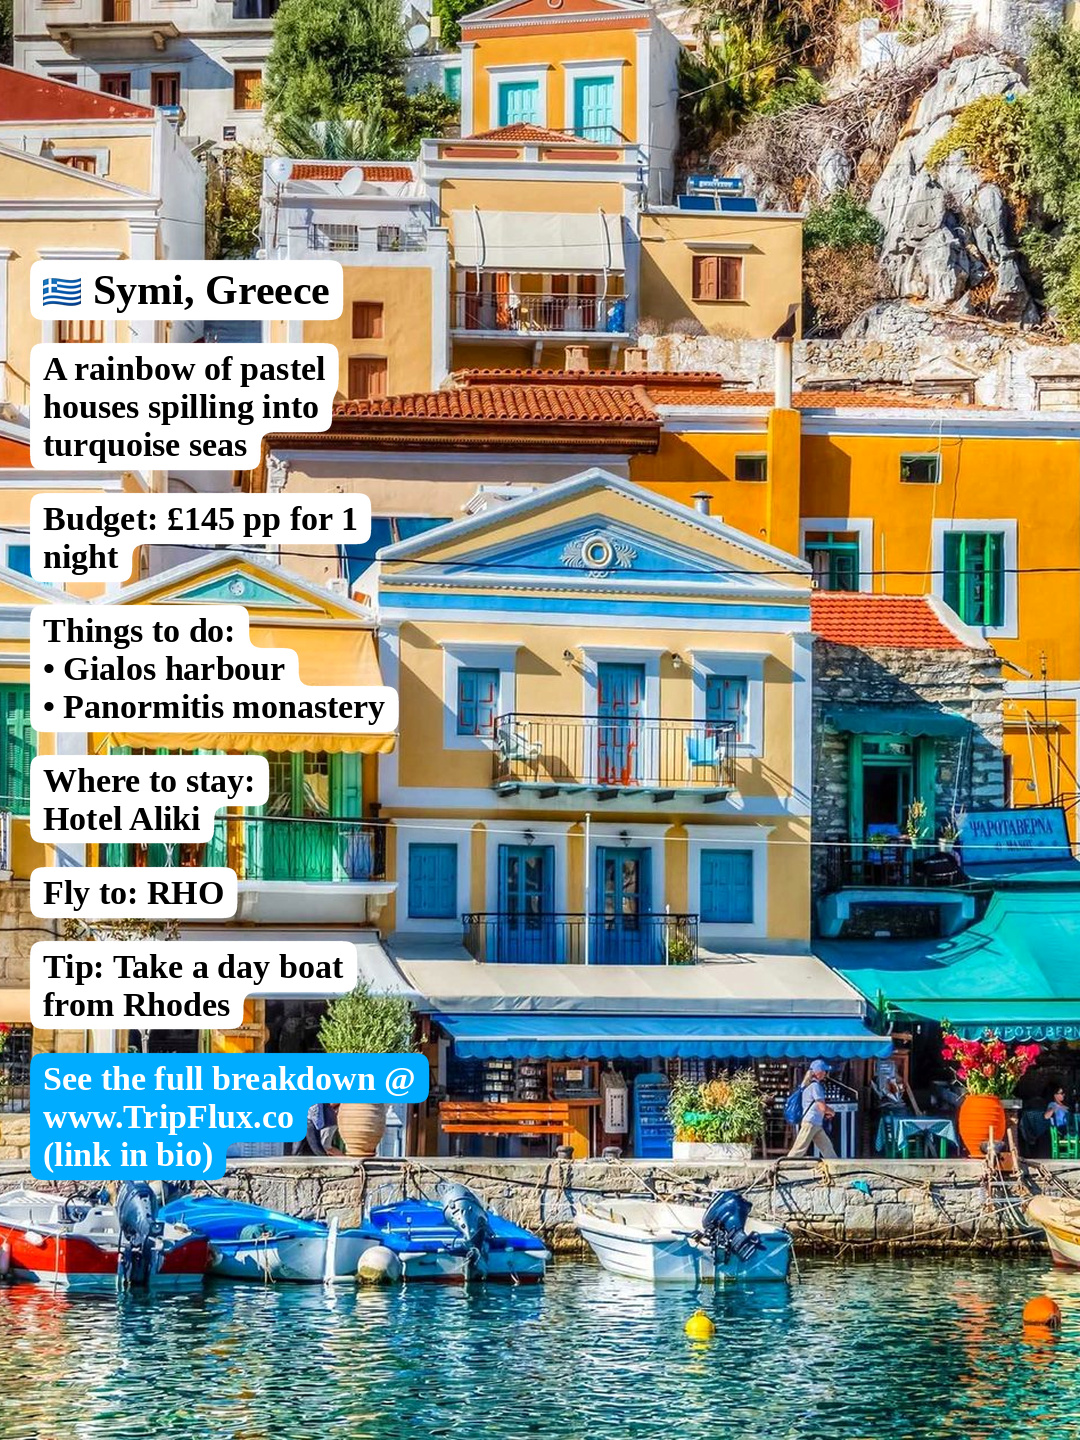 🇬🇷 Symi, Greece
A rainbow of pastel
houses spilling into
turquoise seas
Budget: £145 pp for 1
night
Things to do:
• Gialos harbour
• Panormitis monastery
Where to stay:
Hotel Aliki
Fly to: RHO
Tip: Take a day boat
from Rhodes
See the full breakdown @
www.TripFlux.co
(link in bio)
ΨΑΡΟΤΑΒΕΡΝΑ